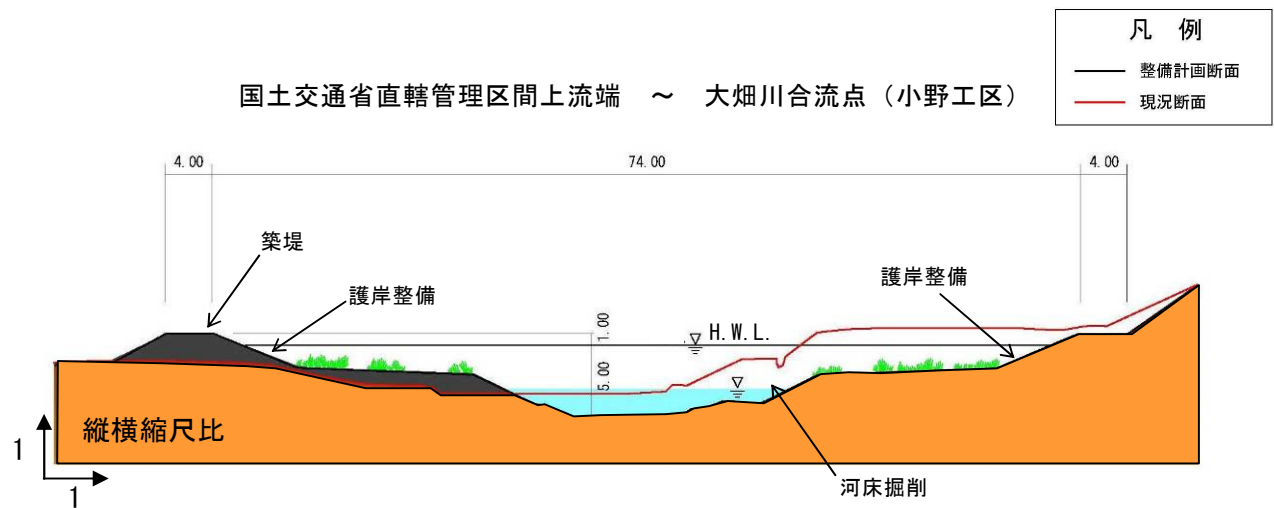 凡 例
整備計画断面
現況断面
国土交通省直轄管理区間上流端 ~ 大畑川合流点(小野工区)
4.00
74.00
4.00
築堤
護岸整備
護岸整備
1.00
H.W.L.
5.00
縦横縮尺比
1
1
河床掘削